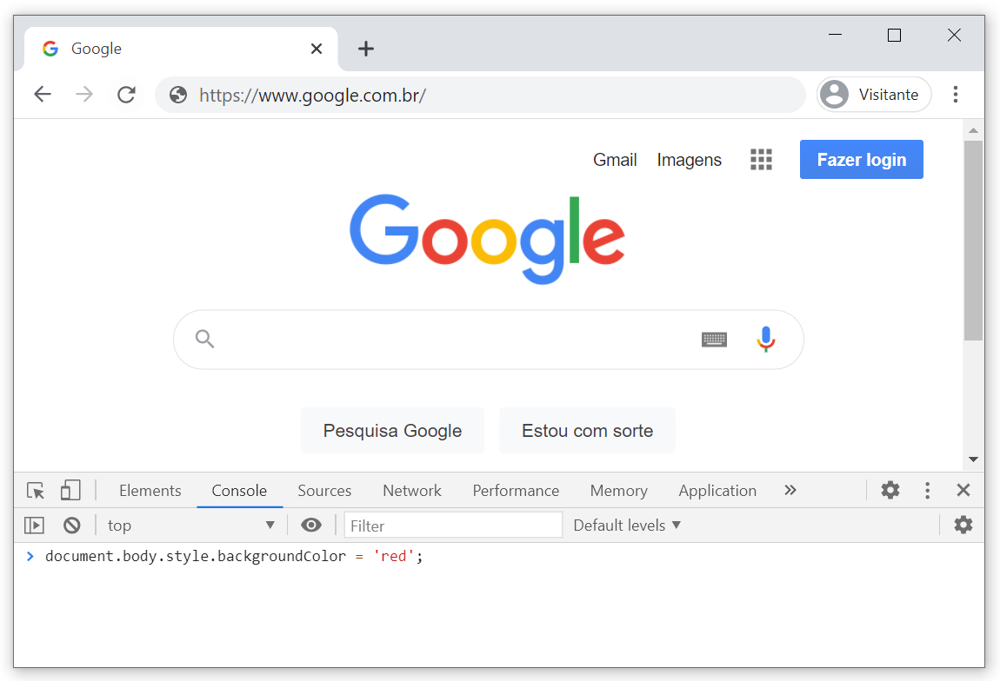 Google
https://www.google.com.br/
Visitante
Gmail Imagens Fazer login
Google
Pesquisa Google Estou com sorte
Elements Console Sources Network Performance Memory Application »
top Filter Default levels
> document.body.style.backgroundColor = 'red';